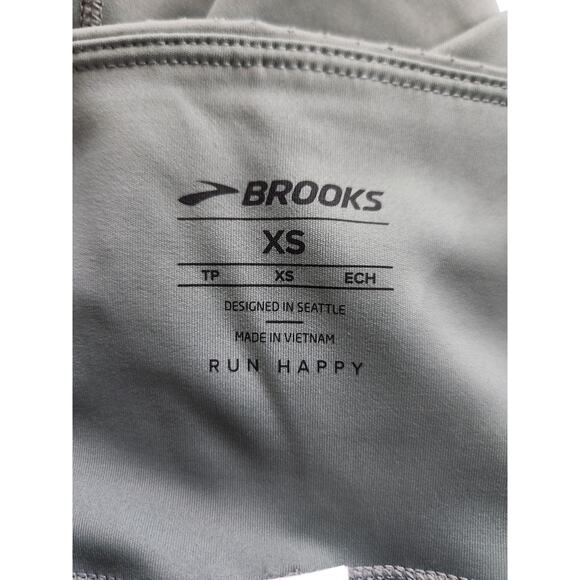 BROOKS
XS
TP XS ECH
DESIGNED IN SEATTLE
MADE IN VIETNAM
RUN HAPPY